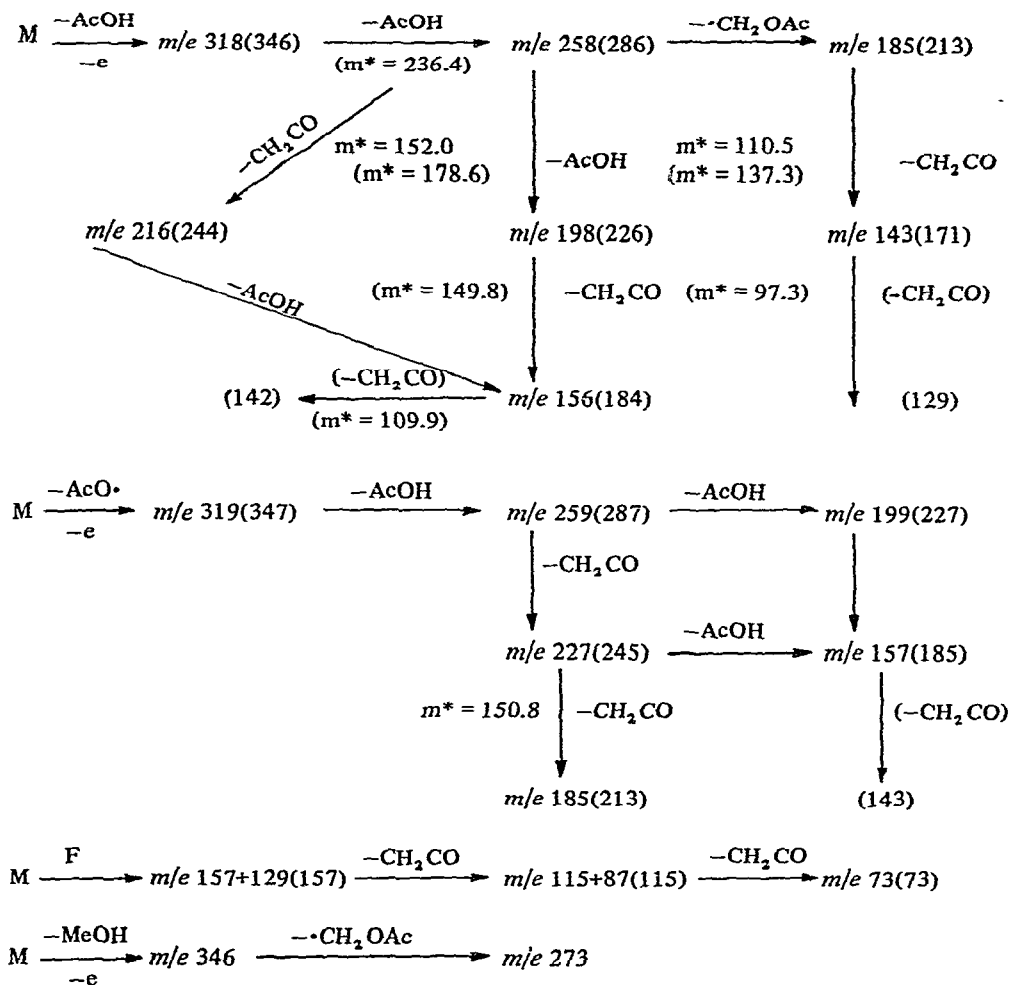 M −AcOH −e m/e 318(346) −AcOH (m* = 236.4) m/e 258(286) −·CH₂OAc m/e 185(213)
−CH₂CO m* = 152.0 (m* = 178.6) −AcOH m* = 110.5 (m* = 137.3) −CH₂CO
m/e 216(244) m/e 198(226) m/e 143(171)
−AcOH (m* = 149.8) −CH₂CO (m* = 97.3) (-CH₂CO)
(142) (−CH₂CO) (m* = 109.9) m/e 156(184) (129)
M −AcO• −e m/e 319(347) −AcOH m/e 259(287) −AcOH m/e 199(227)
−CH₂CO
m/e 227(245) −AcOH m/e 157(185)
m* = 150.8 −CH₂CO (−CH₂CO)
m/e 185(213) (143)
M F m/e 157+129(157) −CH₂CO m/e 115+87(115) −CH₂CO m/e 73(73)
M −MeOH −e m/e 346 −·CH₂OAc m/e 273